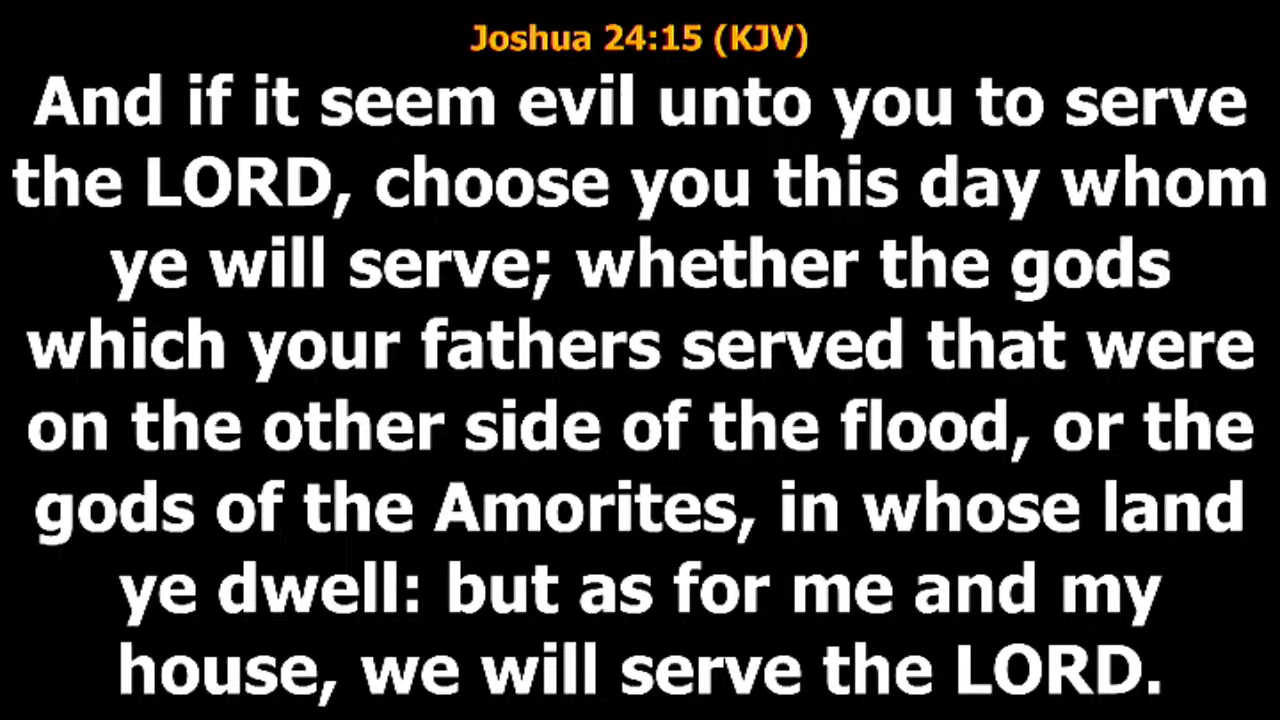 Joshua 24:15 (KJV)
And if it seem evil unto you to serve
the LORD, choose you this day whom
ye will serve; whether the gods
which your fathers served that were
on the other side of the flood, or the
gods of the Amorites, in whose land
ye dwell: but as for me and my
house, we will serve the LORD.